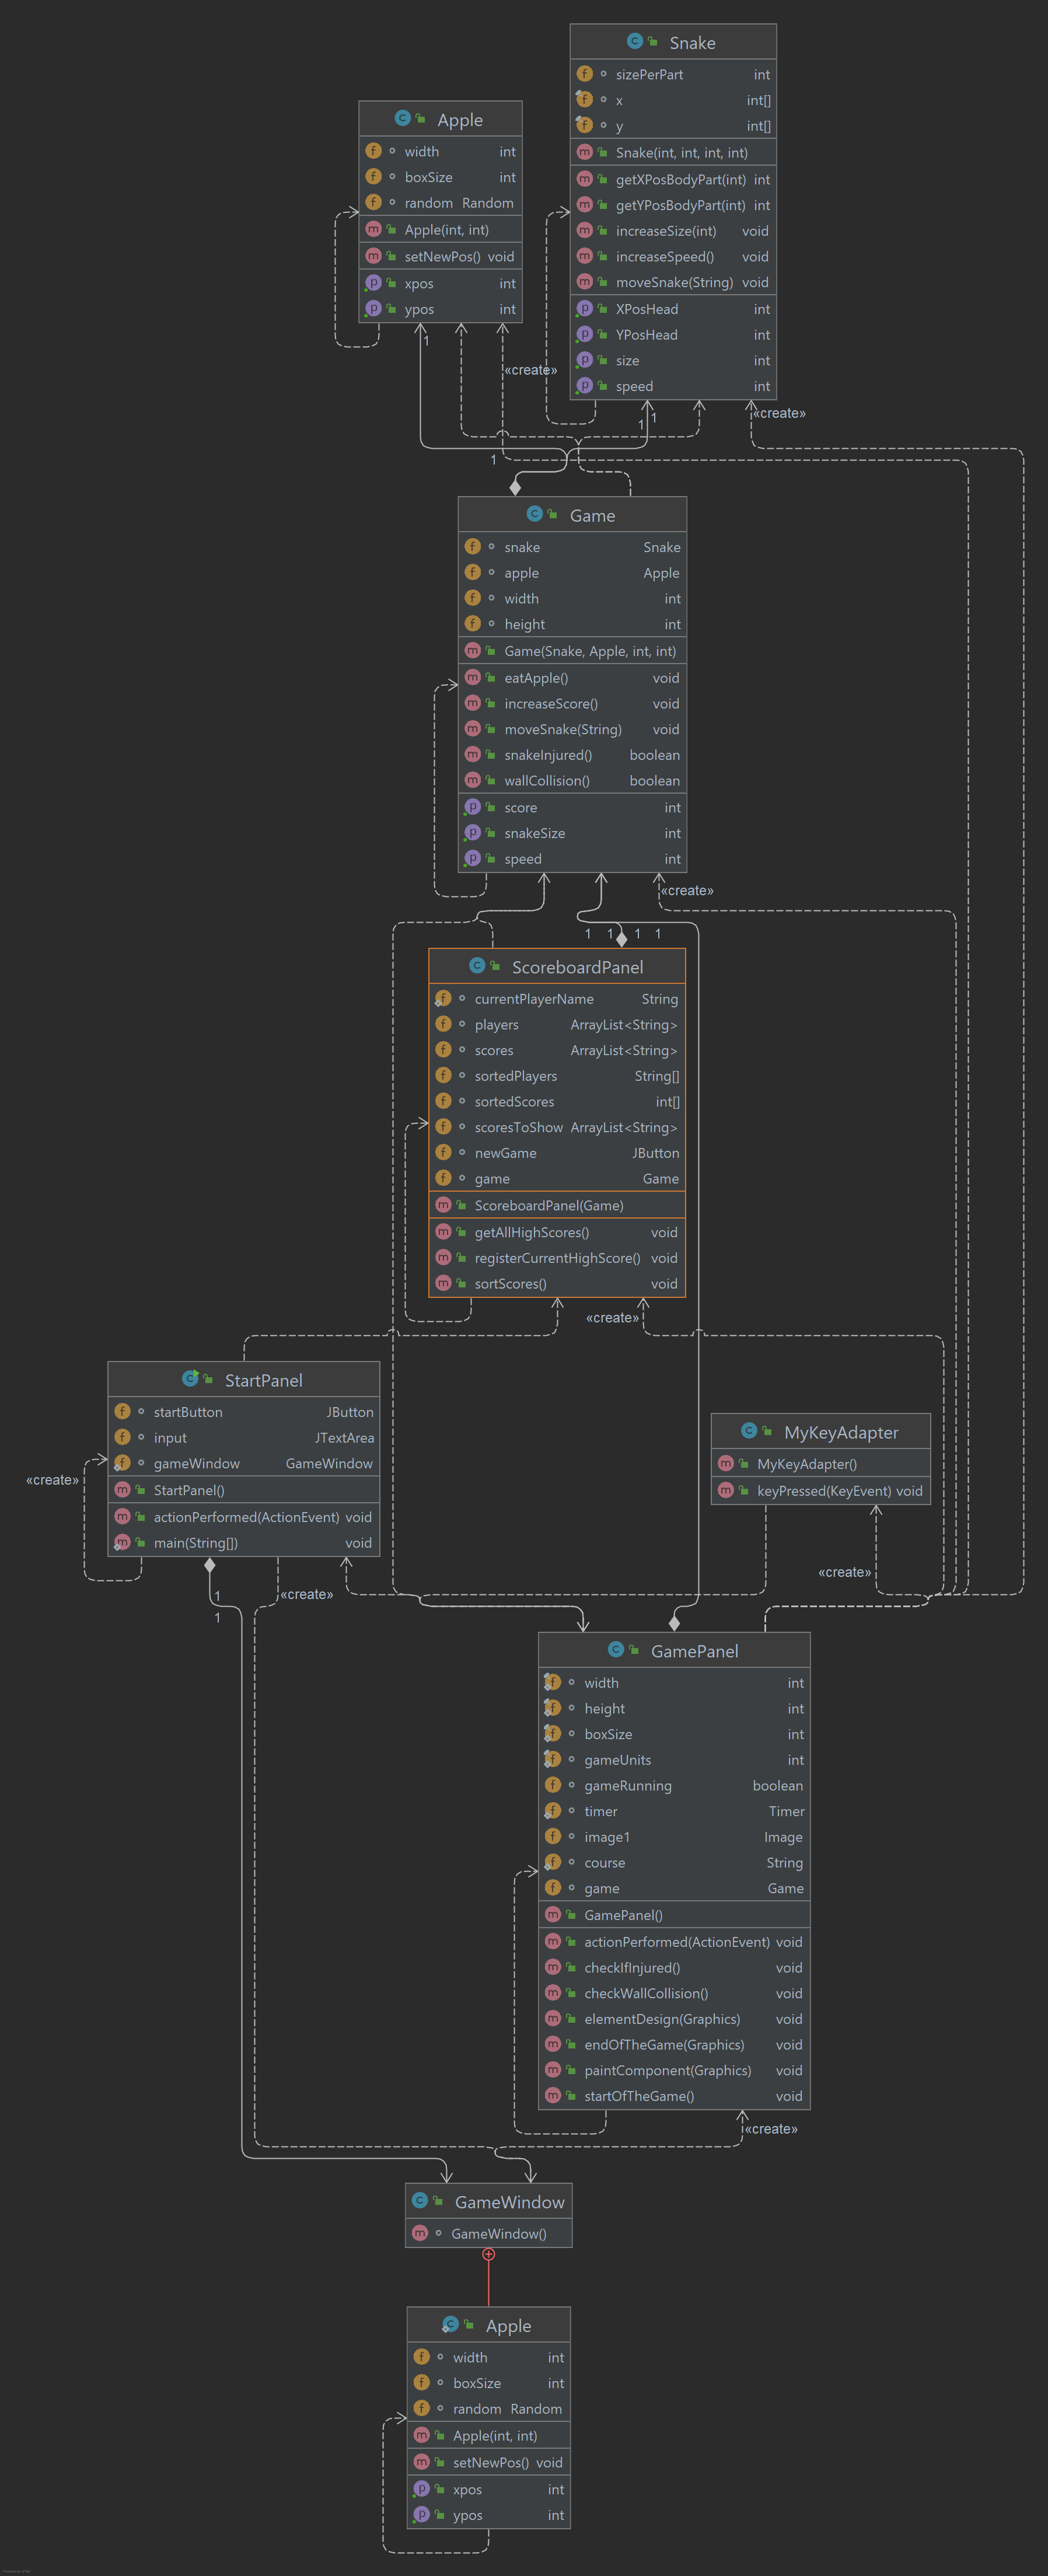 Snake
sizePerPart int
x int[]
y int[]
Snake(int, int, int, int)
getXPosBodyPart(int) int
getYPosBodyPart(int) int
increaseSize(int) void
increaseSpeed() void
moveSnake(String) void
XPosHead int
YPosHead int
size int
speed int
Apple
width int
boxSize int
random Random
Apple(int, int)
setNewPos() void
xpos int
ypos int
1
«create»
1
1
«create»
1
Game
snake Snake
apple Apple
width int
height int
Game(Snake, Apple, int, int)
eatApple() void
increaseScore() void
moveSnake(String) void
snakeInjured() boolean
wallCollision() boolean
score int
snakeSize int
speed int
«create»
1 1 1 1
ScoreboardPanel
currentPlayerName String
players ArrayList<String>
scores ArrayList<String>
sortedPlayers String[]
sortedScores int[]
scoresToShow ArrayList<String>
newGame JButton
game Game
ScoreboardPanel(Game)
getAllHighScores() void
registerCurrentHighScore() void
sortScores() void
«create»
StartPanel
startButton JButton
input JTextArea
gameWindow GameWindow
StartPanel()
actionPerformed(ActionEvent) void
main(String[]) void
«create»
MyKeyAdapter
MyKeyAdapter()
keyPressed(KeyEvent) void
«create»
1
«create»
1
GamePanel
width int
height int
boxSize int
gameUnits int
gameRunning boolean
timer Timer
image1 Image
course String
game Game
GamePanel()
actionPerformed(ActionEvent) void
checkIfInjured() void
checkWallCollision() void
elementDesign(Graphics) void
endOfTheGame(Graphics) void
paintComponent(Graphics) void
startOfTheGame() void
«create»
GameWindow
GameWindow()
Apple
width int
boxSize int
random Random
Apple(int, int)
setNewPos() void
xpos int
ypos int